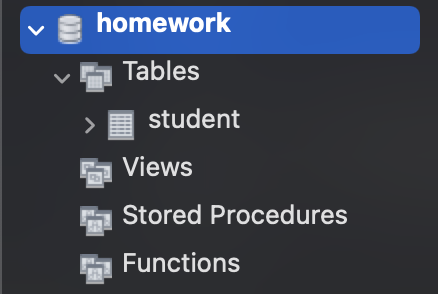 homework
Tables
student
Views
Stored Procedures
Functions